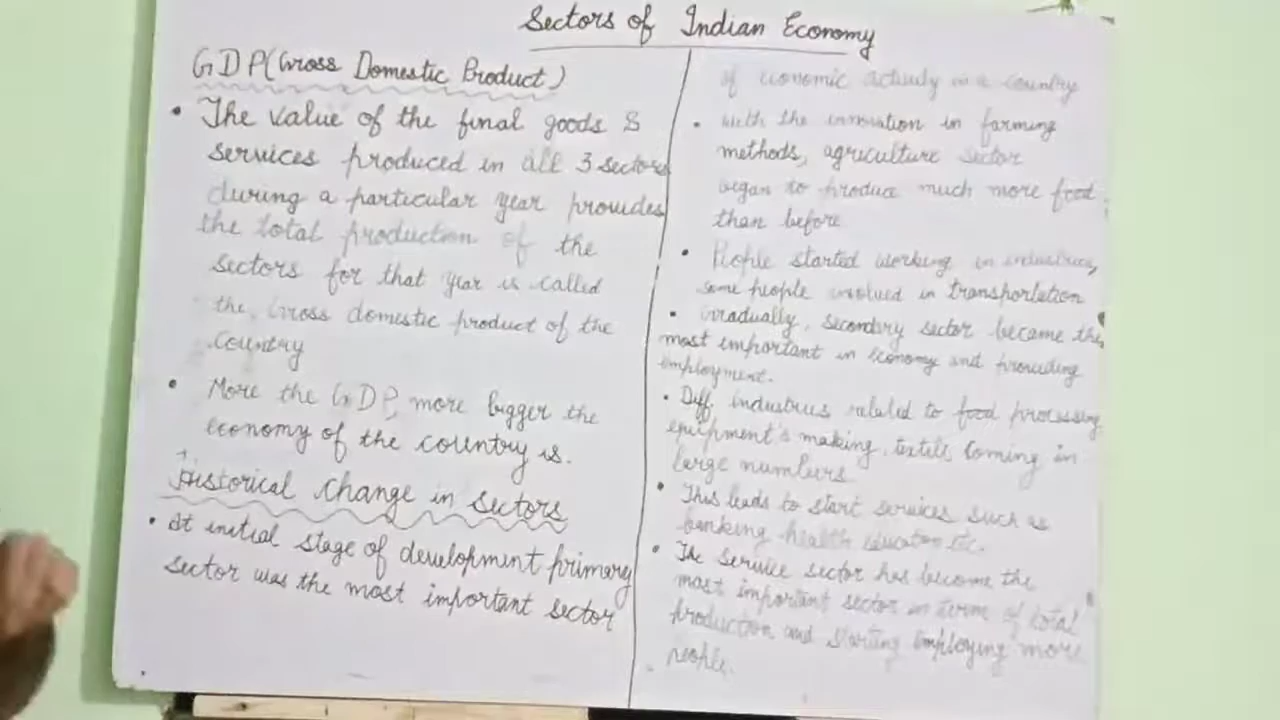 Sectors of Indian Economy
GDP (Gross Domestic Product)
• The value of the final goods &
services produced in all 3 sectors
during a particular year provides
the total production of the
sectors for that year is called
the Gross domestic product of the
country
• More the GDP, more bigger the
economy of the country is.
Historical change in sectors
• At initial stage of development primary
sector was the most important sector
of economic activity in a country
• with the innovation in farming
methods, agriculture sector
began to produce much more food
than before
• People started working in industries,
some people involved in transportation
• Gradually, secondary sector became the
most important in economy and providing
employment.
• Diff industries related to food processing
equipment's making, textile, coming in
large numbers.
• This leads to start services such as
banking, health education etc.
• The service sector has become the
most important sector in term of total
production and starting employing more
people.